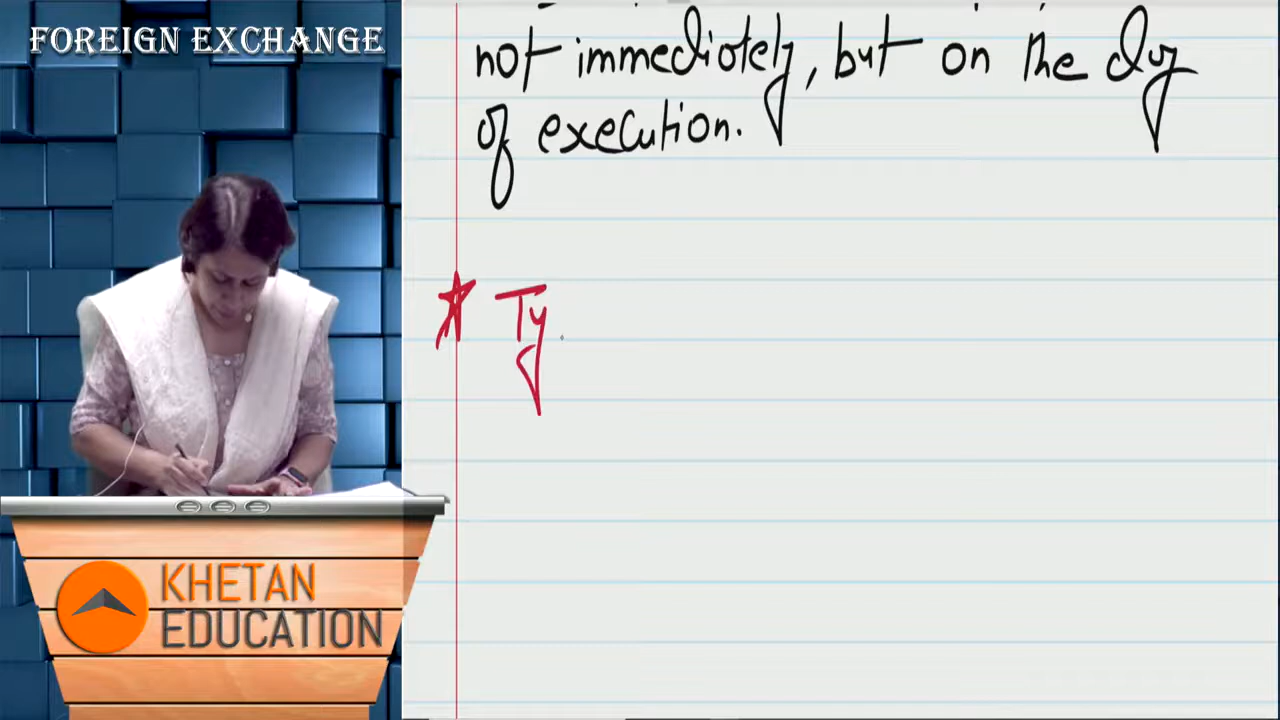 FOREIGN EXCHANGE
not immediately, but on the day
of execution.
* Ty
KHETAN
EDUCATION